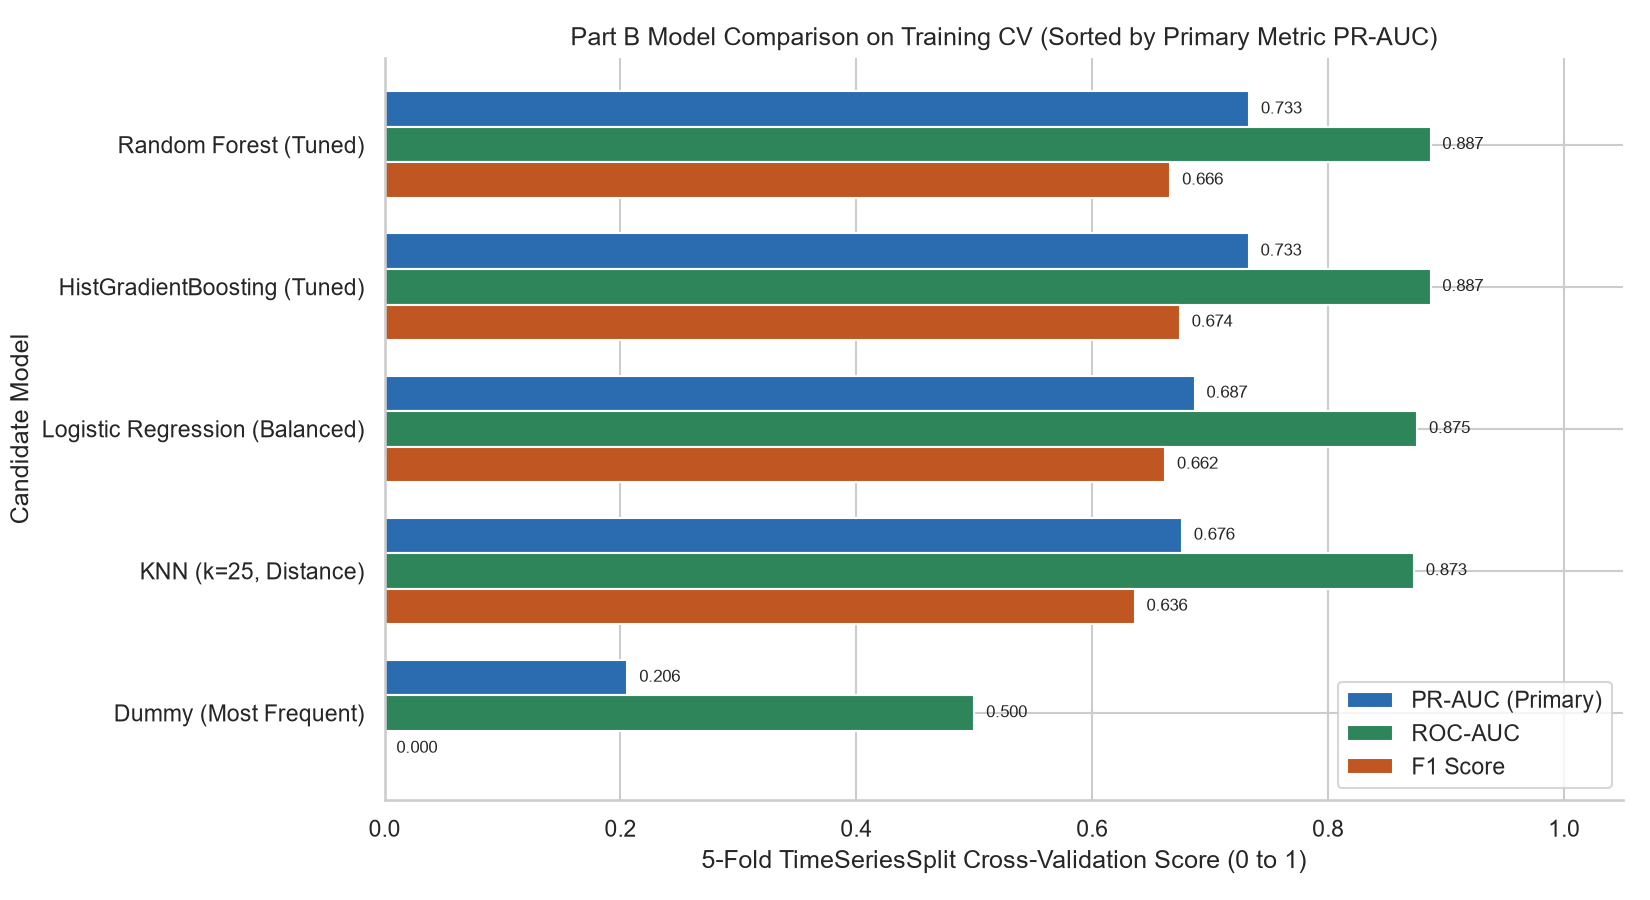 Part B Model Comparison on Training CV (Sorted by Primary Metric PR-AUC)
Candidate Model
Random Forest (Tuned)
0.733
0.887
0.666
HistGradientBoosting (Tuned)
0.733
0.887
0.674
Logistic Regression (Balanced)
0.687
0.875
0.662
KNN (k=25, Distance)
0.676
0.873
0.636
Dummy (Most Frequent)
0.206
0.500
0.000
PR-AUC (Primary)
ROC-AUC
F1 Score
0.0 0.2 0.4 0.6 0.8 1.0
5-Fold TimeSeriesSplit Cross-Validation Score (0 to 1)